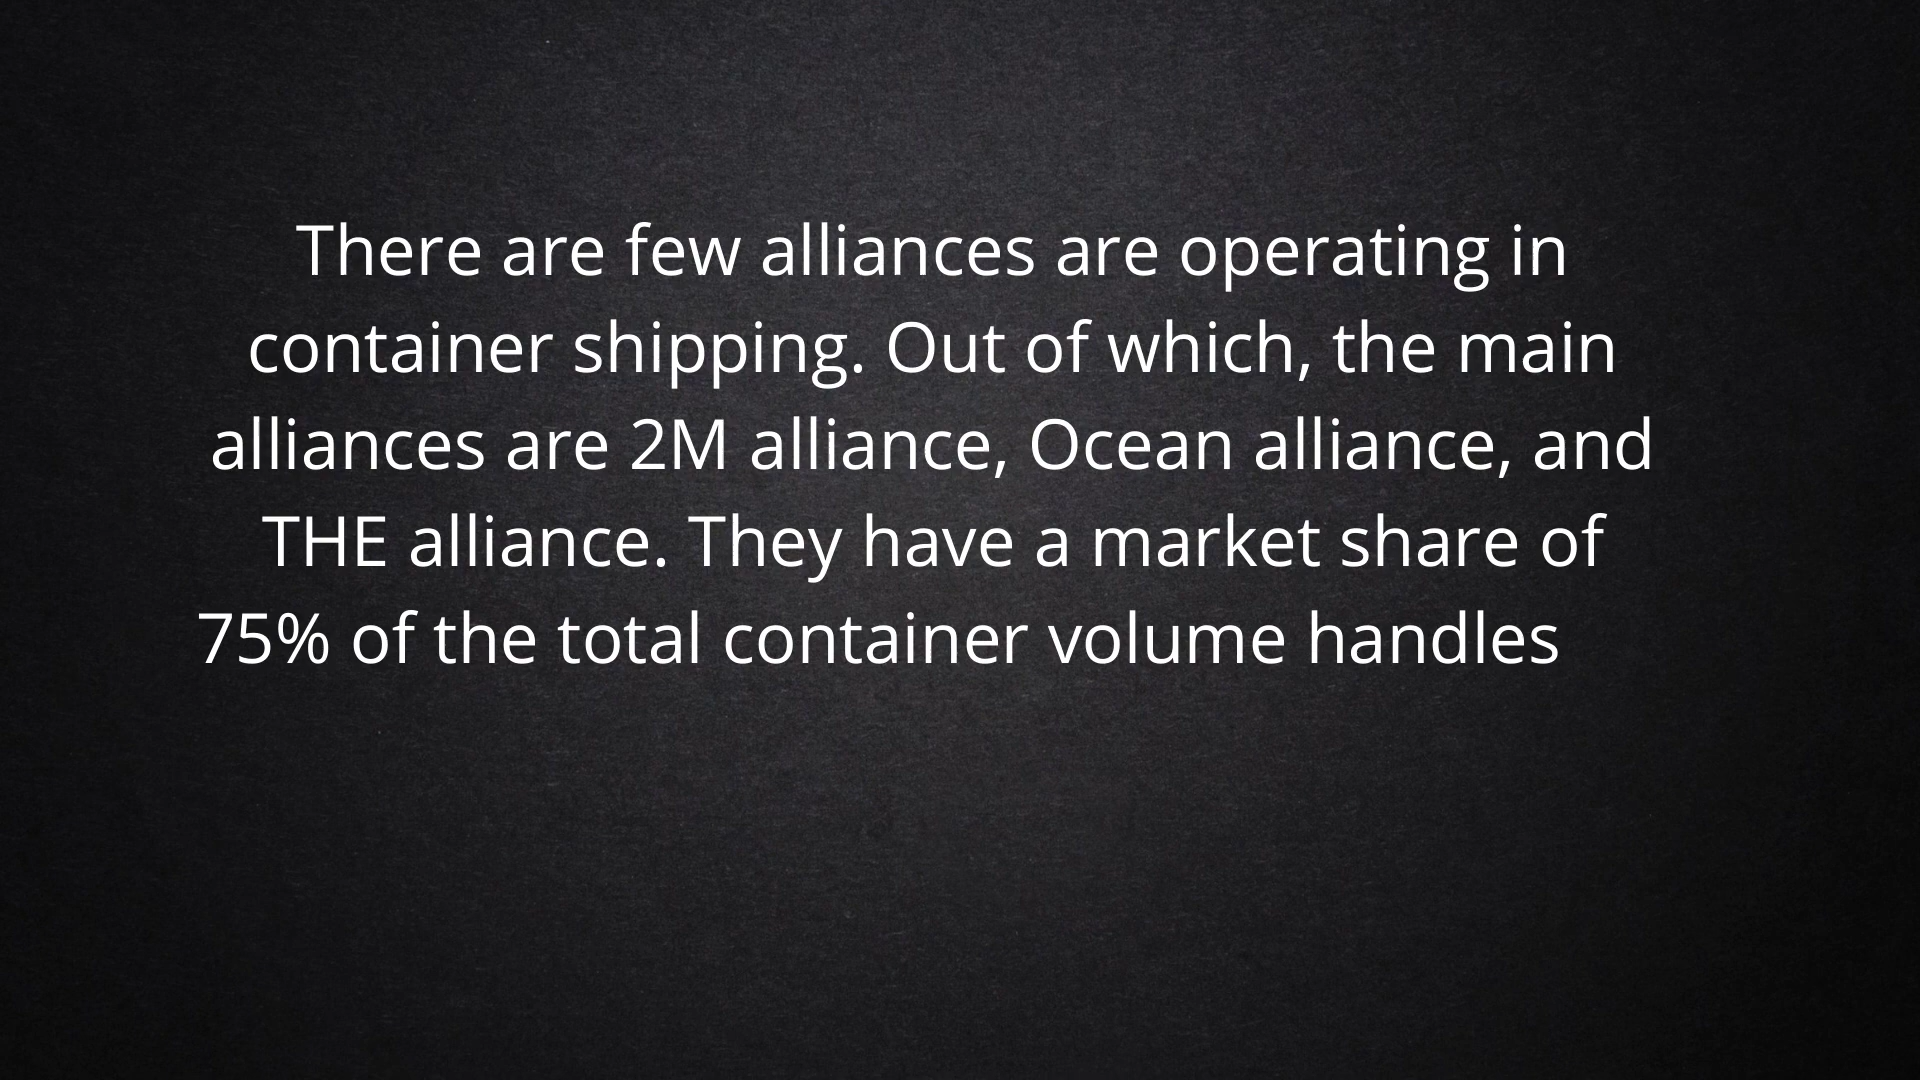 There are few alliances are operating in
container shipping. Out of which, the main
alliances are 2M alliance, Ocean alliance, and
THE alliance. They have a market share of
75% of the total container volume handles